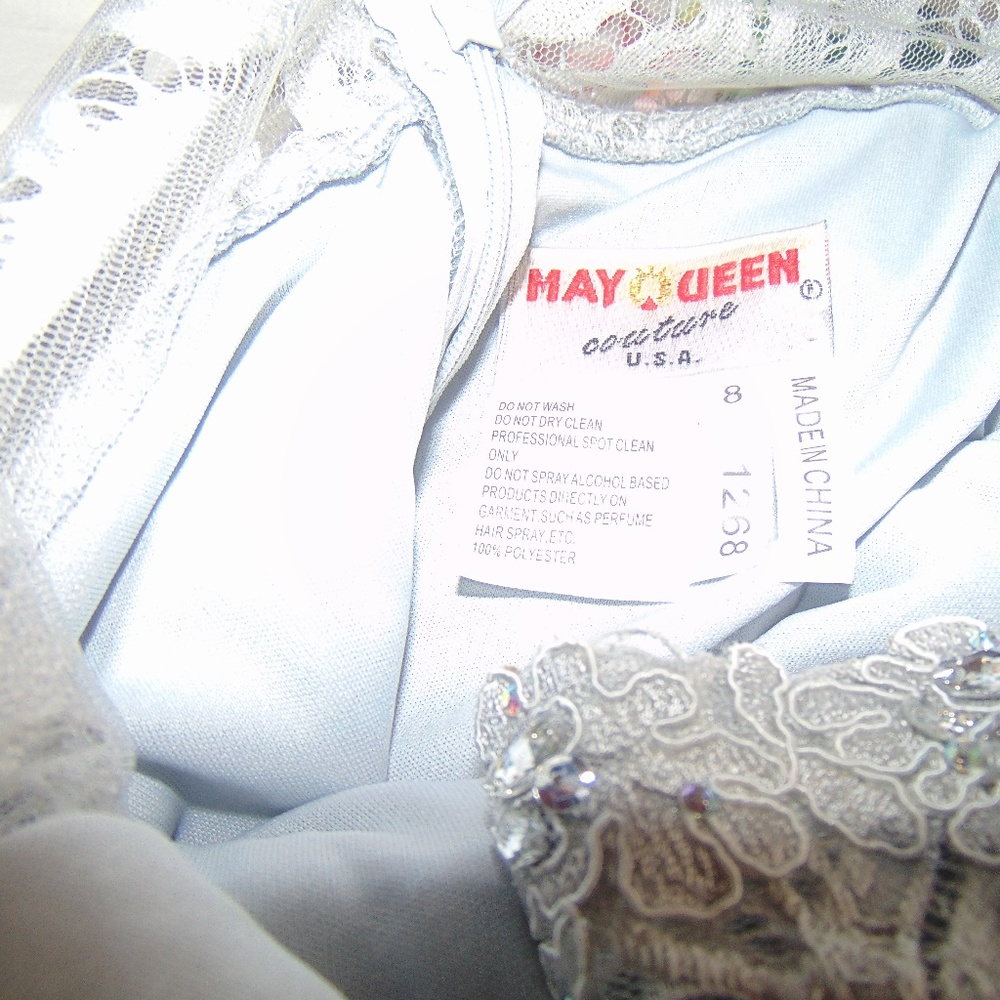 MAY QUEEN ®
couture
U.S.A.
DO NOT WASH
DO NOT DRY CLEAN
PROFESSIONAL SPOT CLEAN
ONLY
DO NOT SPRAY ALCOHOL BASED
PRODUCTS DIRECTLY ON
GARMENT,SUCH AS PERFUME
HAIR SPRAY,ETC.
100% POLYESTER
8
1268
MADE IN CHINA